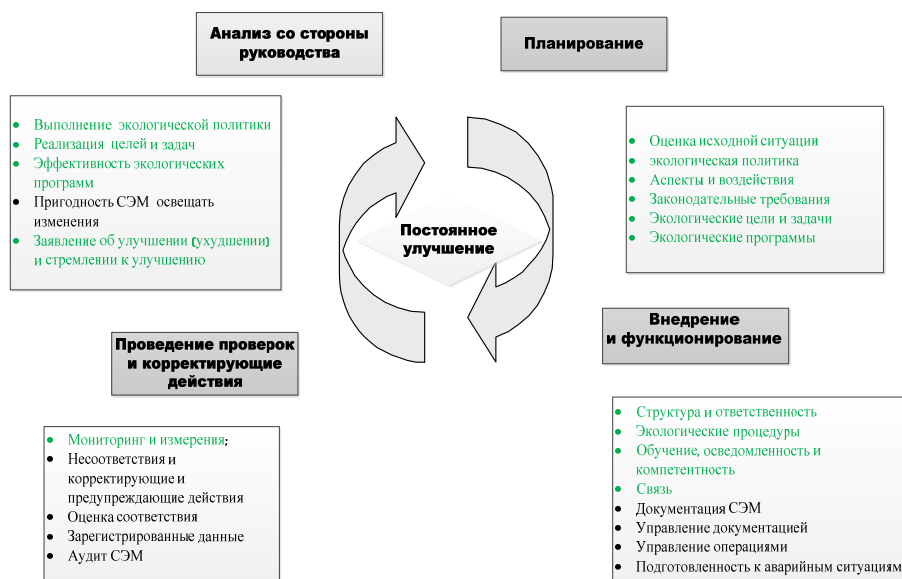 Анализ со стороны
руководства
Планирование
• Выполнение экологической политики
• Реализация целей и задач
• Эффективность экологических
программ
• Пригодность СЭМ освещать
изменения
• Заявление об улучшении (ухудшении)
и стремлении к улучшению
• Оценка исходной ситуации
• экологическая политика
• Аспекты и воздействия
• Законодательные требования
• Экологические цели и задачи
• Экологические программы
Постоянное
улучшение
Проведение проверок
и корректирующие
действия
Внедрение
и функционирование
• Мониторинг и измерения;
• Несоответствия и
корректирующие и
предупреждающие действия
• Оценка соответствия
• Зарегистрированные данные
• Аудит СЭМ
• Структура и ответственность
• Экологические процедуры
• Обучение, осведомленность и
компетентность
• Связь
• Документация СЭМ
• Управление документацией
• Управление операциями
• Подготовленность к аварийным ситуациям